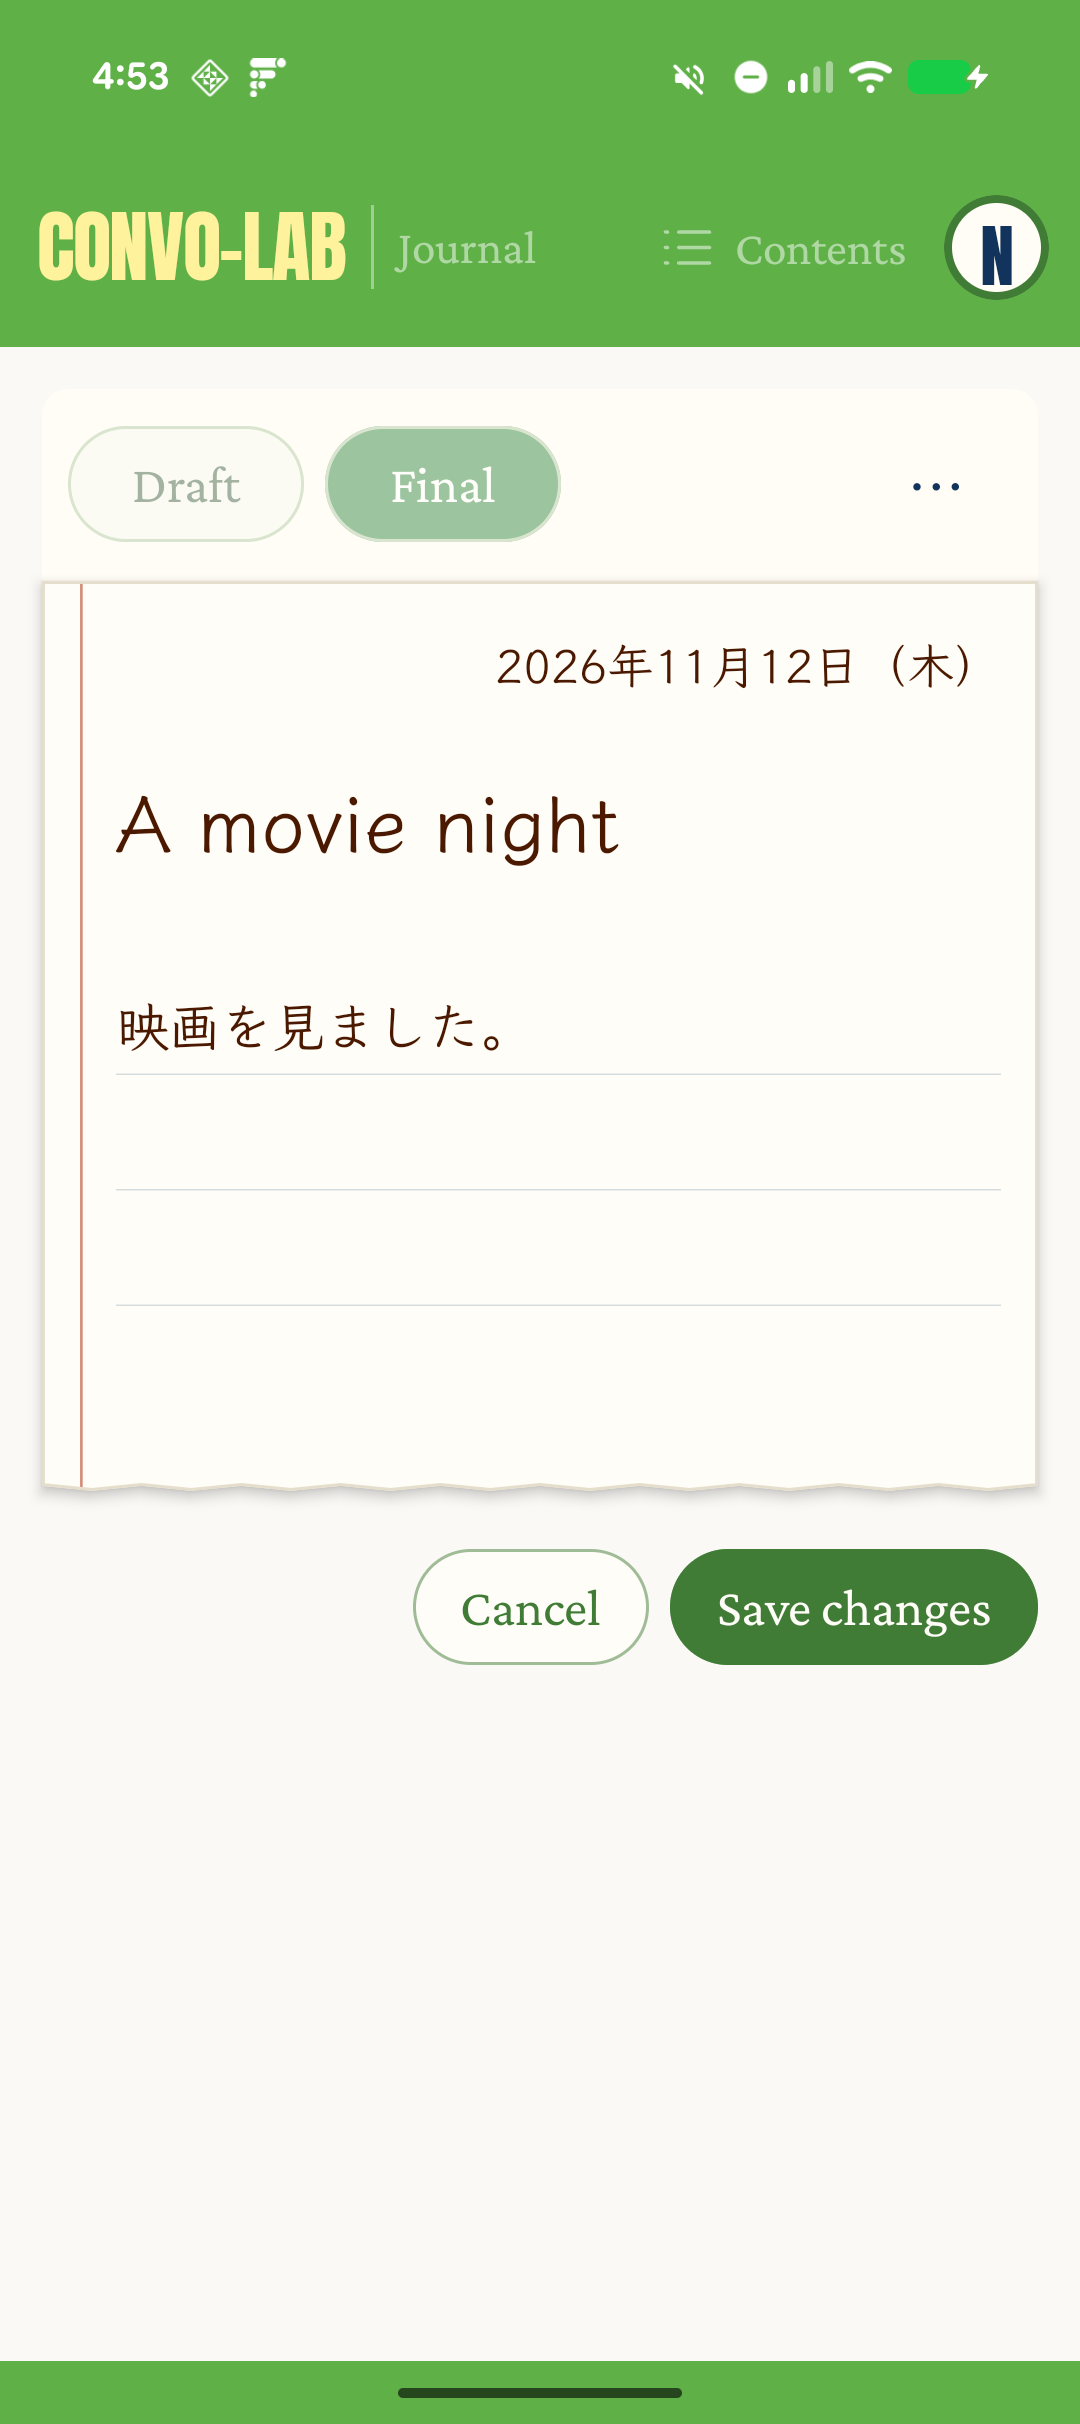 4:53
CONVO-LAB
Journal
Contents
N
Draft
Final
...
2026年11月12日（木）
A movie night
映画を見ました。
Cancel
Save changes